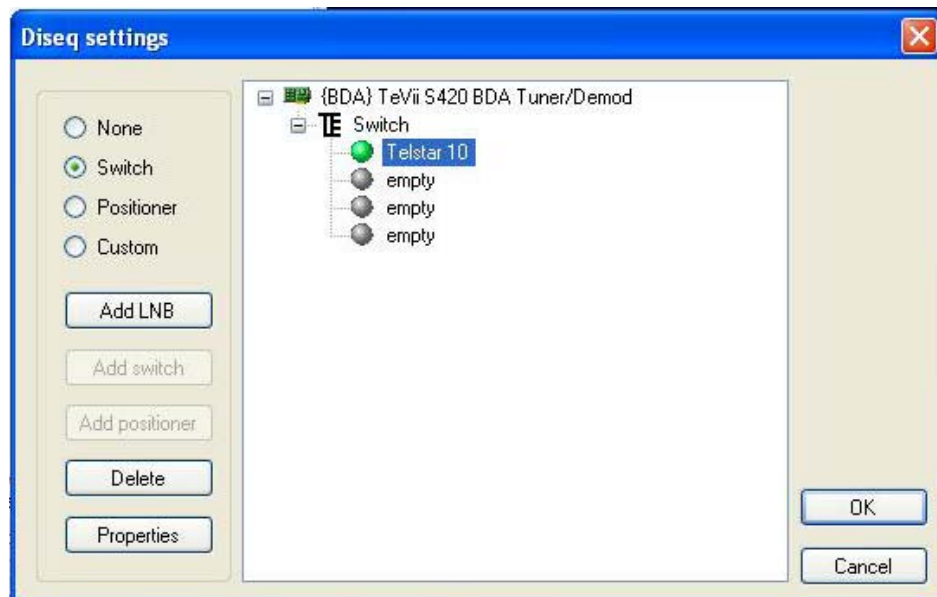 Diseq settings
None
Switch
Positioner
Custom
Add LNB
Add switch
Add positioner
Delete
Properties
{BDA} TeVii S420 BDA Tuner/Demod
Switch
Telstar 10
empty
empty
empty
OK
Cancel